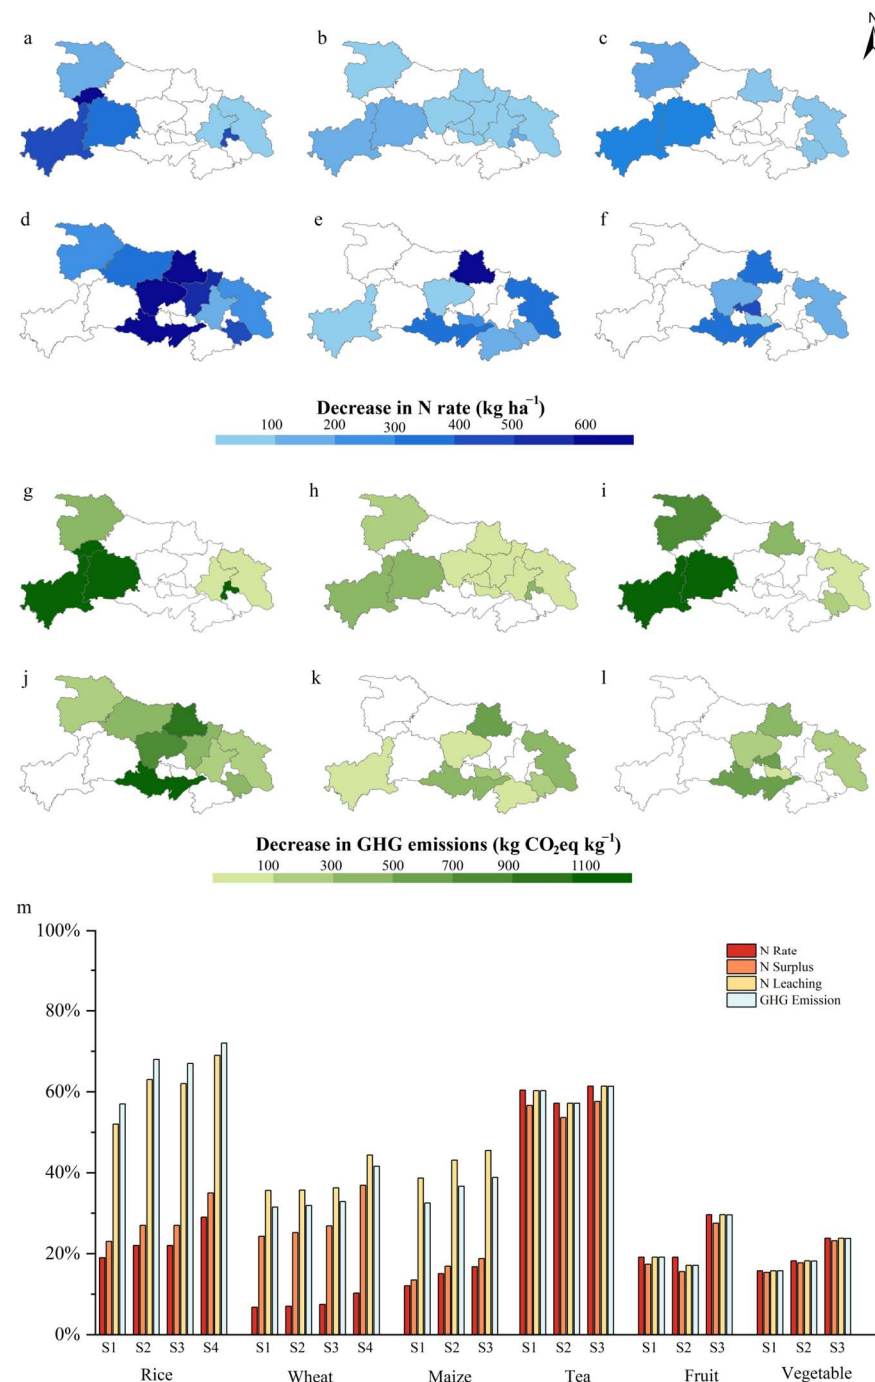 N
a b c
d e f
Decrease in N rate (kg ha⁻¹)
100 200 300 400 500 600
g h i
j k l
Decrease in GHG emissions (kg CO₂eq kg⁻¹)
100 300 500 700 900 1100
m
100%
80%
60%
40%
20%
0%
N Rate
N Surplus
N Leaching
GHG Emission
S1 S2 S3 S4 S1 S2 S3 S4 S1 S2 S3 S1 S2 S3 S1 S2 S3 S1 S2 S3
Rice Wheat Maize Tea Fruit Vegetable